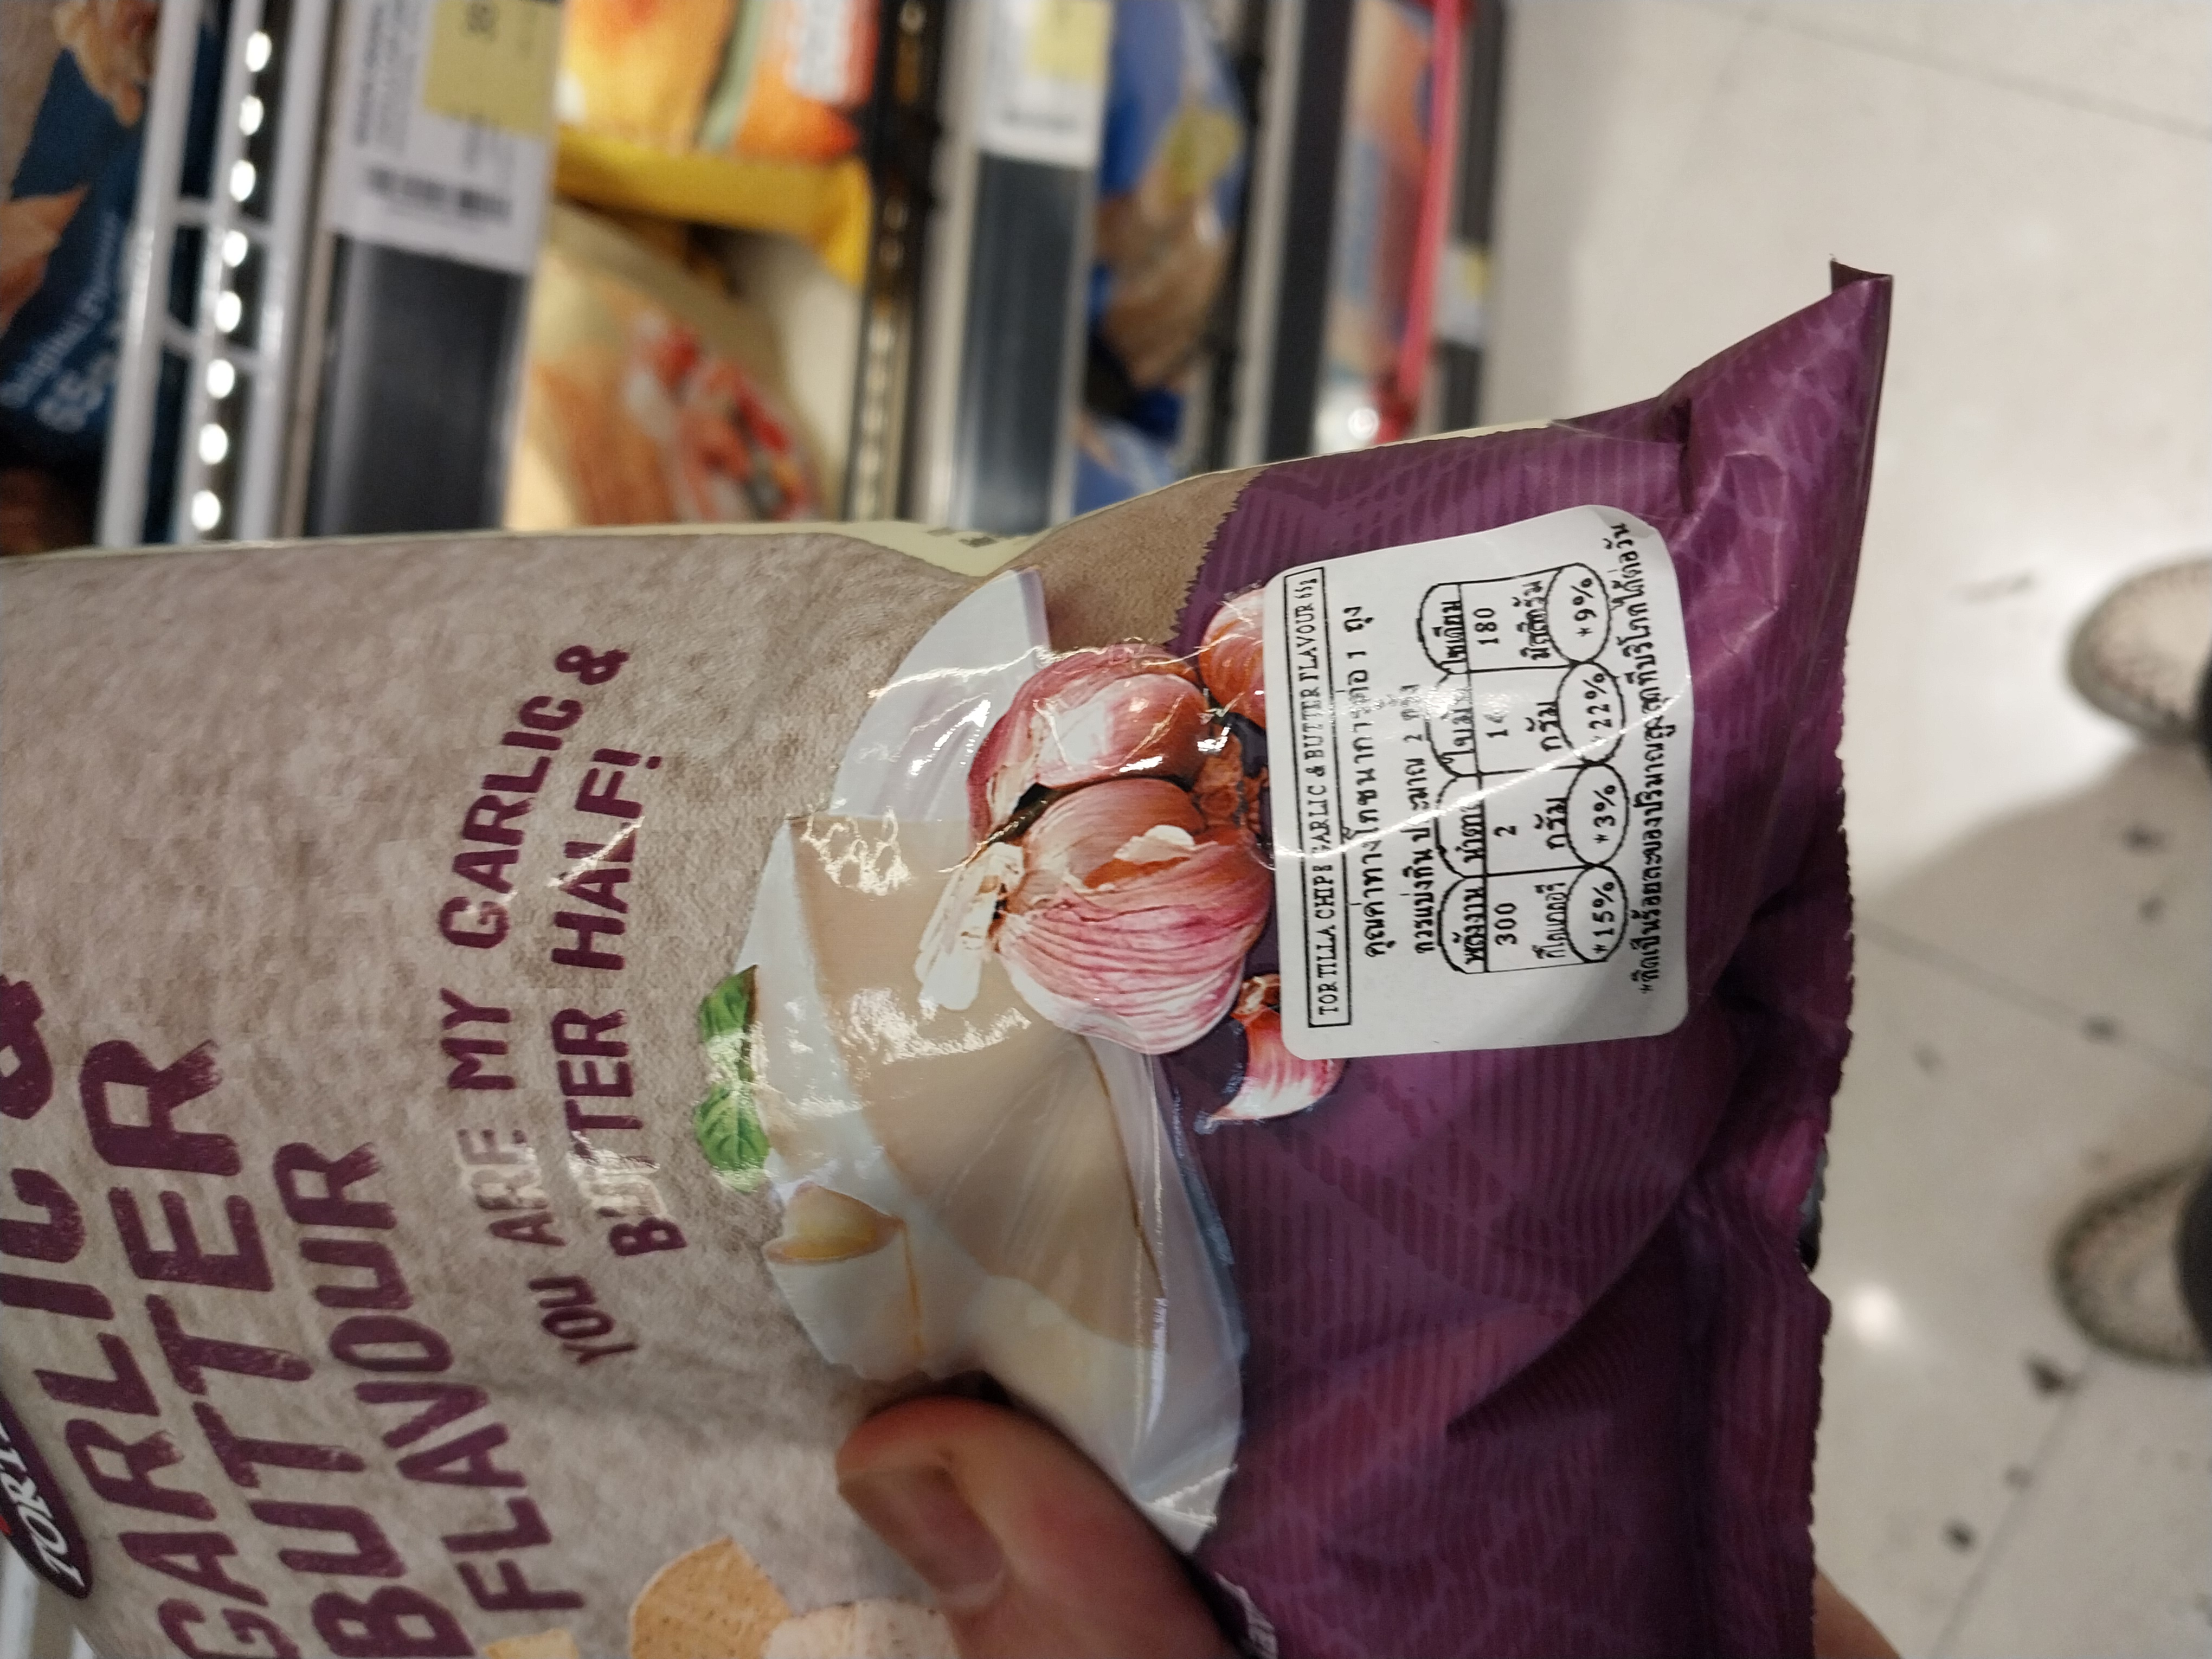 GARLIC &
BUTTER
FLAVOUR
YOU ARE MY GARLIC &
BUTTER HALF!
TORTILLA CHIPS GARLIC & BUTTER FLAVOUR 65g
คุณค่าทางโภชนาการต่อ 1 ถุง
ควรแบ่งกิน ประมาณ 2 ครั้ง
พลังงาน น้ำตาล ไขมัน โซเดียม
300 2 14 180
กิโลแคลอรี กรัม กรัม มิลลิกรัม
*15% *3% *22% *9%
*คิดเป็นร้อยละของปริมาณสูงสุดที่บริโภคได้ต่อวัน